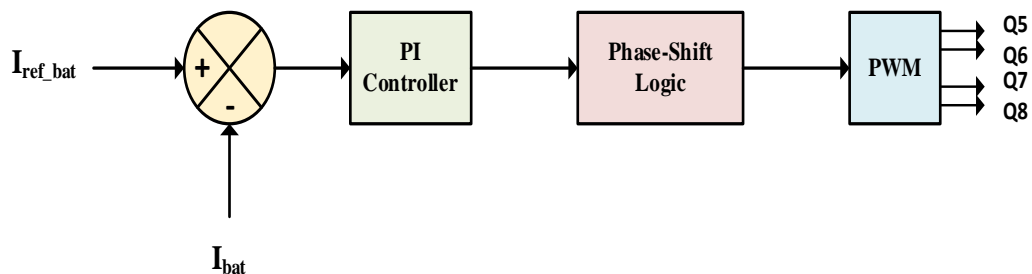 I_ref_bat
+
-
I_bat
PI
Controller
Phase-Shift
Logic
PWM
Q5
Q6
Q7
Q8